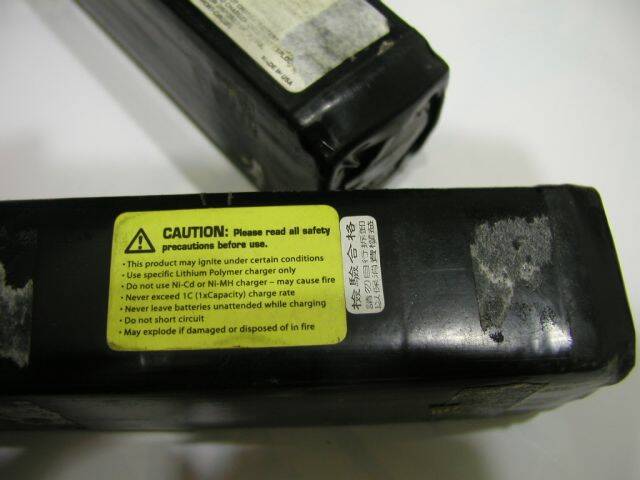 MADE IN USA
CAUTION: Please read all safety
precautions before use.
• This product may ignite under certain conditions
• Use specific Lithium Polymer charger only
• Do not use Ni-Cd or Ni-MH charger – may cause fire
• Never exceed 1C (1xCapacity) charge rate
• Never leave batteries unattended while charging
• Do not short circuit
• May explode if damaged or disposed of in fire
檢驗合格
請勿自行拆卸
以保消費權益